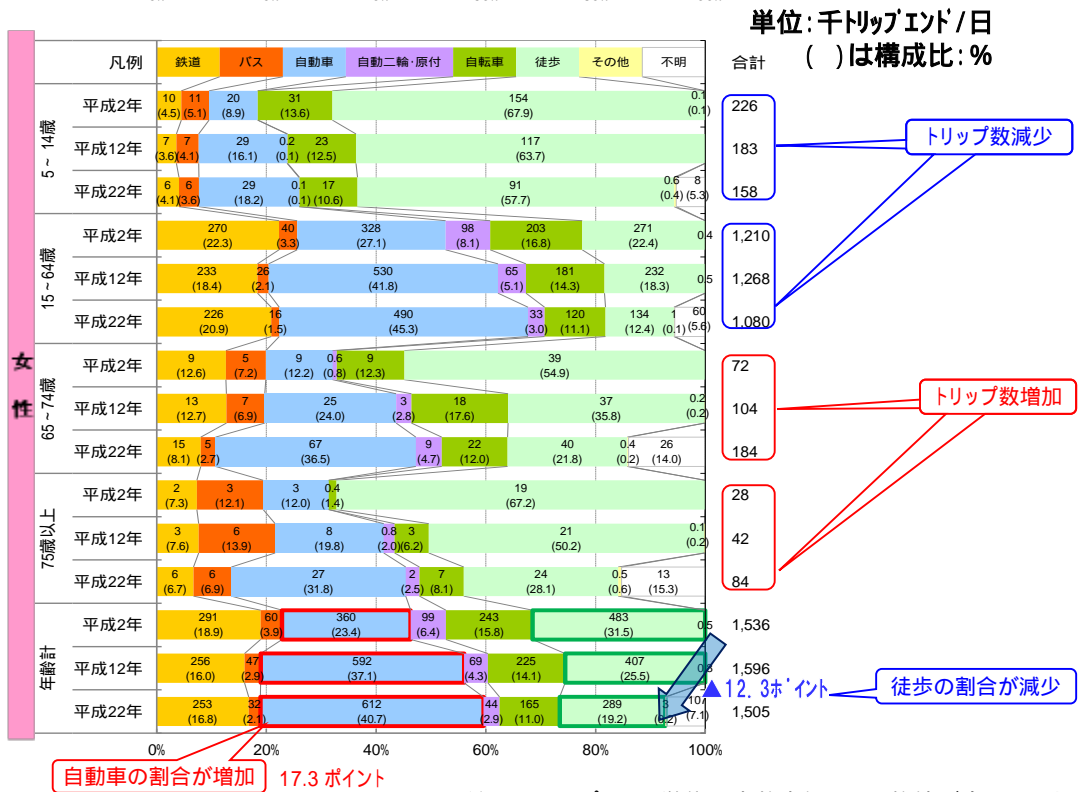 単位:千トリップエンド/日
( )は構成比:%
凡例 鉄道 バス 自動車 自動二輪・原付 自転車 徒歩 その他 不明 合計
女性
5~14歳
平成2年 10 11 20 31 154 0.1 226
(4.5) (5.1) (8.9) (13.6) (67.9) (0.1)
平成12年 7 7 29 0.2 23 117 183
(3.6) (4.1) (16.1) (0.1) (12.5) (63.7)
平成22年 6 6 29 0.1 17 91 0.6 8 158
(4.1) (3.6) (18.2) (0.1) (10.6) (57.7) (0.4) (5.3)
トリップ数減少
15~64歳
平成2年 270 40 328 98 203 271 0.4 1,210
(22.3) (3.3) (27.1) (8.1) (16.8) (22.4)
平成12年 233 26 530 65 181 232 0.5 1,268
(18.4) (2.1) (41.8) (5.1) (14.3) (18.3)
平成22年 226 16 490 33 120 134 1 60 1,080
(20.9) (1.5) (45.3) (3.0) (11.1) (12.4) (0.1) (5.6)
65~74歳
平成2年 9 5 9 0.6 9 39 72
(12.6) (7.2) (12.2) (0.8) (12.3) (54.9)
平成12年 13 7 25 3 18 37 0.2 104
(12.7) (6.9) (24.0) (2.8) (17.6) (35.8) (0.2)
平成22年 15 5 67 9 22 40 0.4 26 184
(8.1) (2.7) (36.5) (4.7) (12.0) (21.8) (0.2) (14.0)
トリップ数増加
75歳以上
平成2年 2 3 3 0.4 19 28
(7.3) (12.1) (12.0) (1.4) (67.2)
平成12年 3 6 8 0.8 3 21 0.1 42
(7.6) (13.9) (19.8) (2.0) (6.2) (50.2) (0.2)
平成22年 6 6 27 2 7 24 0.5 13 84
(6.7) (6.9) (31.8) (2.5) (8.1) (28.1) (0.6) (15.3)
年齢計
平成2年 291 60 360 99 243 483 0.5 1,536
(18.9) (3.9) (23.4) (6.4) (15.8) (31.5)
平成12年 256 47 592 69 225 407 1,596
(16.0) (2.9) (37.1) (4.3) (14.1) (25.5)
▲12.3ポイント
徒歩の割合が減少
平成22年 253 32 612 44 165 289 3 107 1,505
(16.8) (2.1) (40.7) (2.9) (11.0) (19.2) (7.1)
0% 20% 40% 60% 80% 100%
自動車の割合が増加 17.3 ポイント